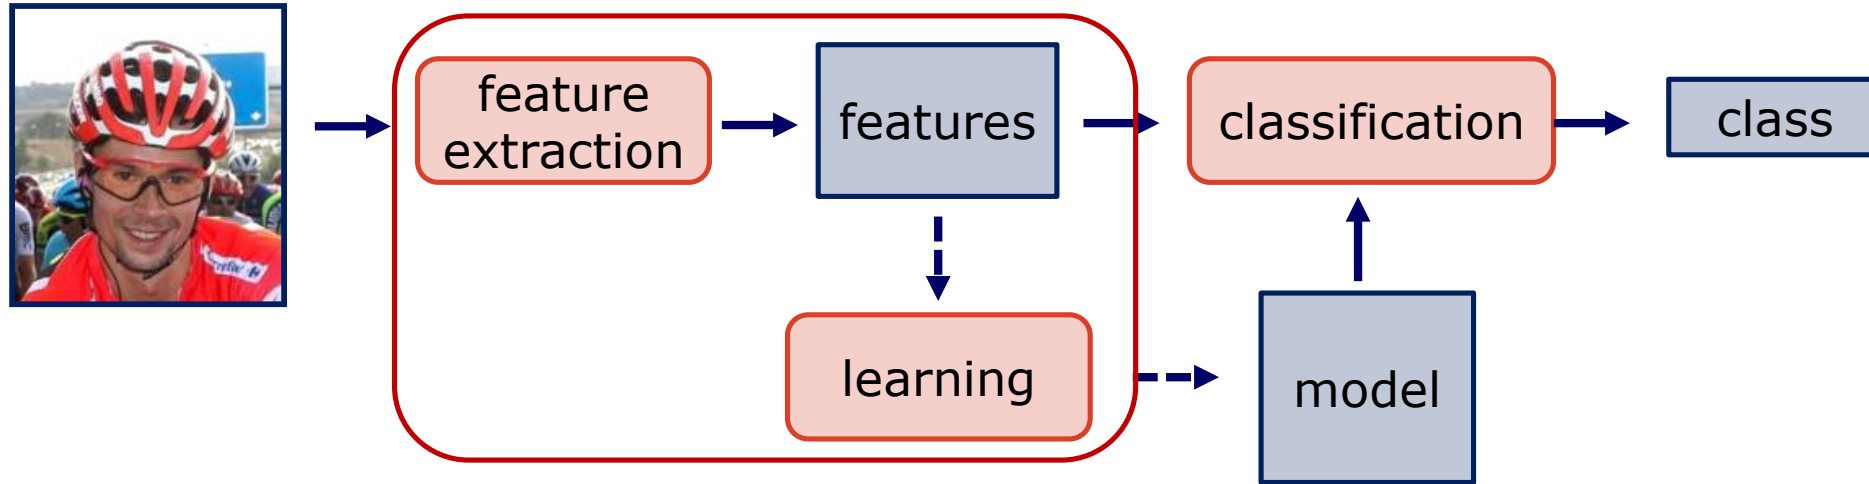 feature
extraction
features
classification
class
learning
model